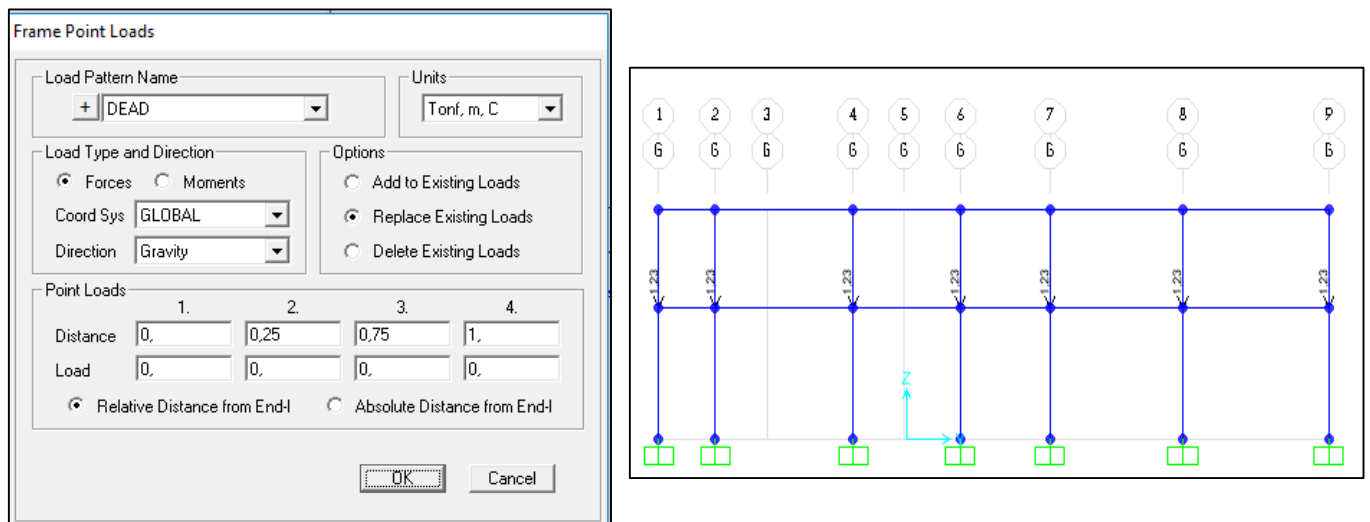 Frame Point Loads
Load Pattern Name
+ DEAD
Units
Tonf, m, C
Load Type and Direction
Forces Moments
Coord Sys GLOBAL
Direction Gravity
Options
Add to Existing Loads
Replace Existing Loads
Delete Existing Loads
Point Loads
1. 2. 3. 4.
Distance 0, 0,25 0,75 1,
Load 0, 0, 0, 0,
Relative Distance from End-I Absolute Distance from End-I
OK Cancel
1 2 3 4 5 6 7 8 9
G G G G G G G G G
1.23 1.23 1.23 1.23 1.23 1.23 1.23
Z